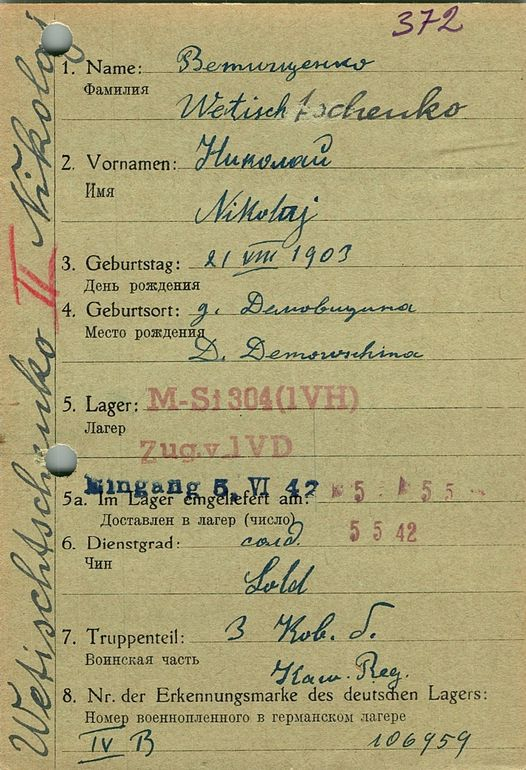 372
1. Name: Ветищенко
Фамилия
Wetischtschenko
2. Vornamen: Николай
Имя
Nikolaj
3. Geburtstag: 21 VIII 1903
День рождения
4. Geburtsort: д. Демовищина
Место рождения
D. Demowschina
5. Lager: M-St 304(IVH)
Лагерь
Zug.v. IVD
Eingang 5. VI 42
5a. Im Lager eingeliefert am: 5 5
Доставлен в лагерь (число)
5 5 42
6. Dienstgrad: солд.
Чин
Sold
7. Truppenteil: 3 Кав. б.
Воинская часть
Kaw. Reg.
8. Nr. der Erkennungsmarke des deutschen Lagers:
Номер военнопленного в германском лагере
IV B 106959
Wetischtschenko II Nikolaj